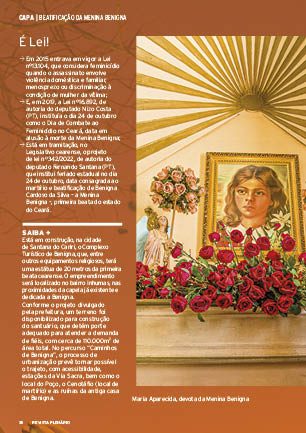 CAPA | BEATIFICAÇÃO DA MENINA BENIGNA
É Lei!
Em 2015 entrava em vigor a Lei
nº13.104, que considera feminicídio
quando o assassinato envolve
violência doméstica e familiar,
menosprezo ou discriminação à
condição de mulher da vítima;
E, em 2019, a Lei nº16.892, de
autoria do deputado Nizo Costa
(PT), instituía o dia 24 de outubro
como o Dia de Combate ao
Feminicídio no Ceará, data em
alusão à morte da Menina Benigna;
Está em tramitação, no
Legislativo cearense, o projeto
de lei nº342/2022, de autoria do
deputado Fernando Santana (PT),
que institui feriado estadual no dia
24 de outubro, data consagrada ao
martírio e beatificação de Benigna
Cardoso da Silva – a Menina
Benigna -, primeira beata do estado
do Ceará.
SAIBA +
Está em construção, na cidade
de Santana do Cariri, o Complexo
Turístico de Benigna, que, entre
outros equipamentos religiosos, terá
uma estátua de 20 metros da primeira
beata cearense. O empreendimento
será localizado no bairro Inhumas, nas
proximidades da capela já existente e
dedicada a Benigna.
Conforme o projeto divulgado
pela prefeitura, um terreno foi
disponibilizado para construção
do santuário, que detém porte
adequado para atender a demanda
de fiéis, com cerca de 110.000m² de
área total. No percurso "Caminhos
de Benigna", o processo de
urbanização prevê tornar possível
o trajeto, com acessibilidade,
estações da Via Sacra, bem como o
local do Poço, o Cenotáfio (local de
martírio) e as ruínas da antiga casa
de Benigna.
Maria Aparecida, devota da Menina Benigna
REVISTA PLENÁRIO